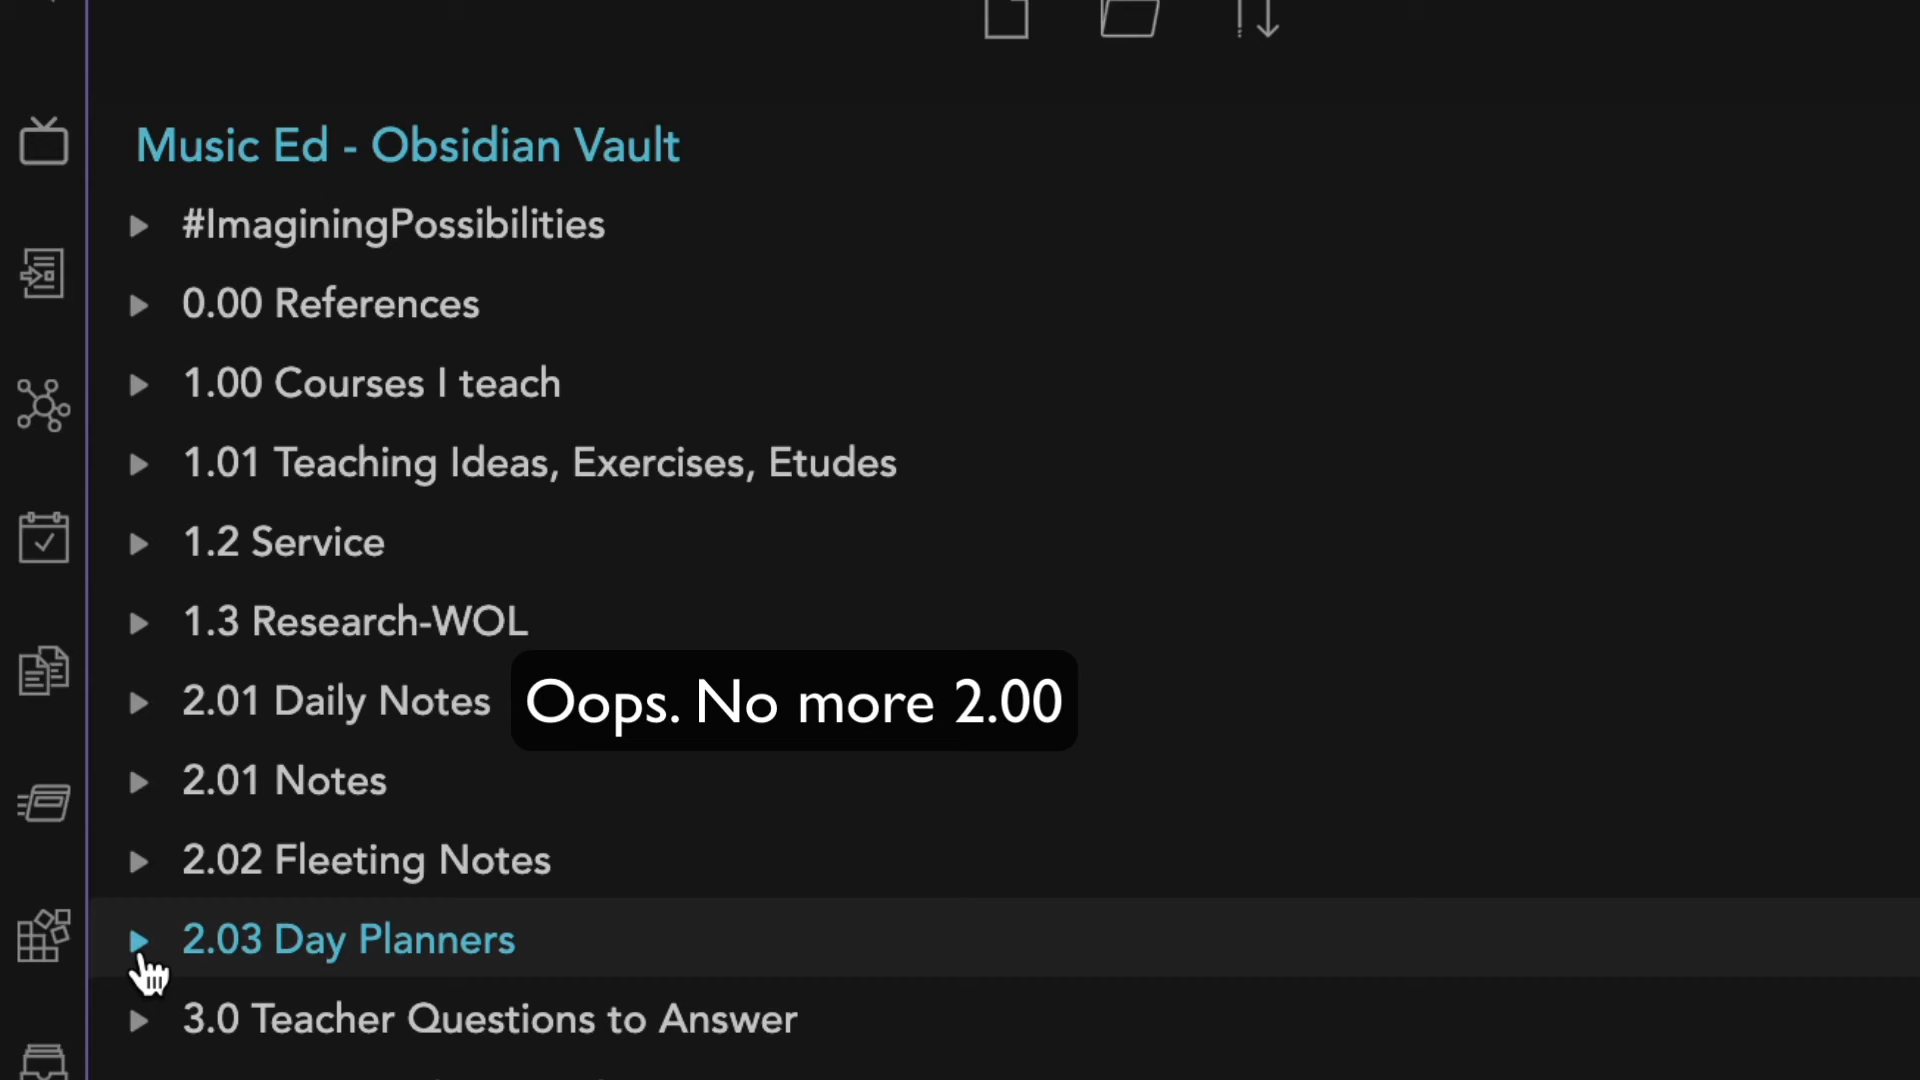 Music Ed - Obsidian Vault
#ImaginingPossibilities
0.00 References
1.00 Courses I teach
1.01 Teaching Ideas, Exercises, Etudes
1.2 Service
1.3 Research-WOL
2.01 Daily Notes
Oops. No more 2.00
2.01 Notes
2.02 Fleeting Notes
2.03 Day Planners
3.0 Teacher Questions to Answer